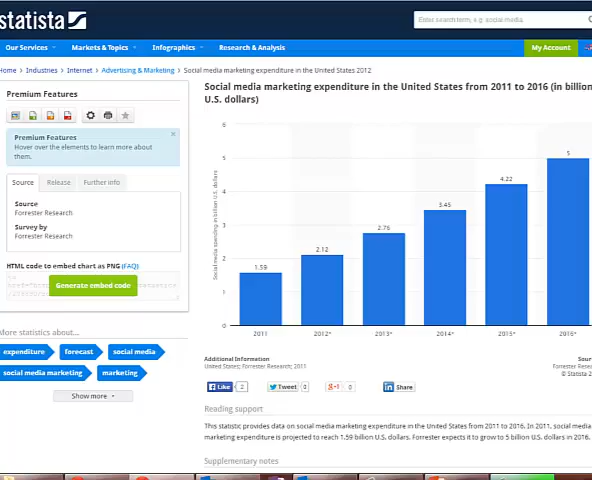 statista
Enter search term, e.g. social media
Our Services Markets & Topics Infographics Research & Analysis My Account
Home > Industries > Internet > Advertising & Marketing > Social media marketing expenditure in the United States 2012
Premium Features
Premium Features
Hover over the elements to learn more about
them.
Source Release Further info
Source
Forrester Research
Survey by
Forrester Research
HTML code to embed chart as PNG (FAQ)
Generate embed code
More statistics about...
expenditure forecast social media
social media marketing marketing
Show more
Social media marketing expenditure in the United States from 2011 to 2016 (in billion
U.S. dollars)
Social media spending in billion U.S. dollars
6
5
4
3
2
1
0
1.59 2.12 2.76 3.45 4.22 5
2011 2012* 2013* 2014* 2015* 2016*
Additional Information
United States; Forrester Research; 2011
Sour
Forrester Resea
© Statista 2
Like 2 Tweet 0 g+1 0 in Share
Reading support
This statistic provides data on social media marketing expenditure in the United States from 2011 to 2016. In 2011, social media
marketing expenditure is projected to reach 1.59 billion U.S. dollars. Forrester expects it to grow to 5 billion U.S. dollars in 2016.
Supplementary notes